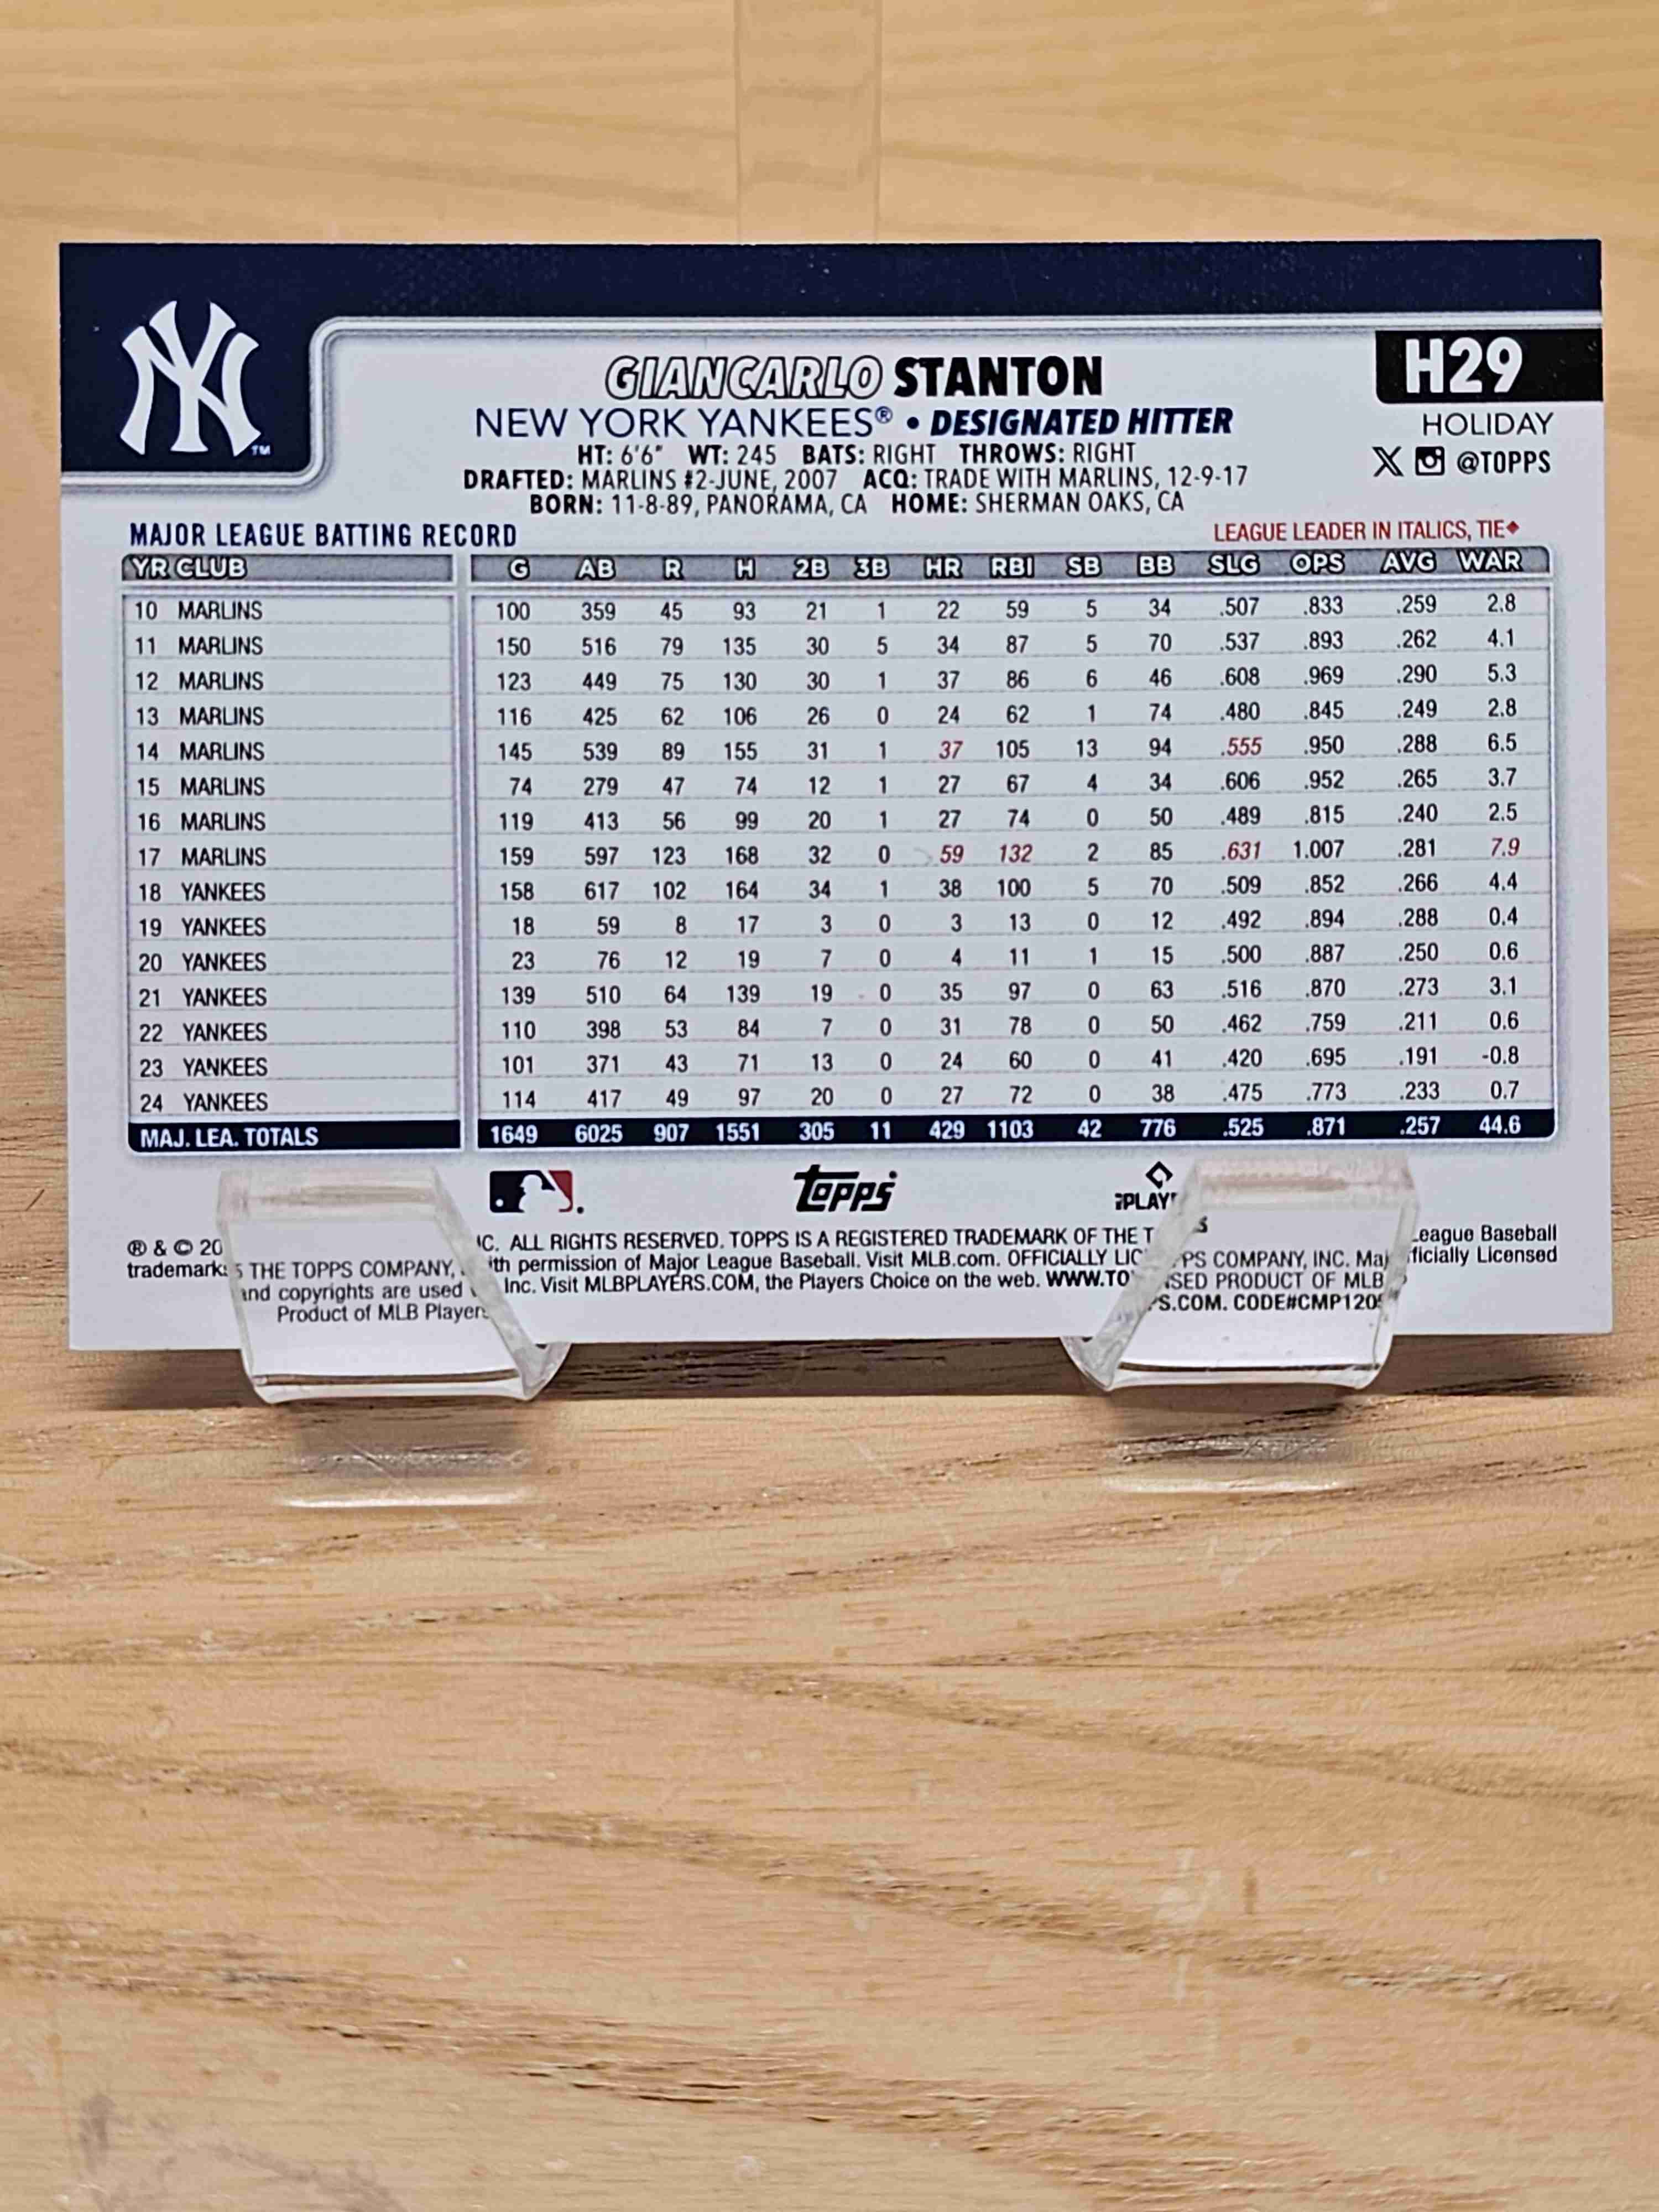 NY
TM
H29
GIANCARLO STANTON
HOLIDAY
NEW YORK YANKEES® • DESIGNATED HITTER
@TOPPS
HT: 6'6" WT: 245 BATS: RIGHT THROWS: RIGHT
DRAFTED: MARLINS #2-JUNE, 2007 ACQ: TRADE WITH MARLINS, 12-9-17
BORN: 11-8-89, PANORAMA, CA HOME: SHERMAN OAKS, CA
MAJOR LEAGUE BATTING RECORD LEAGUE LEADER IN ITALICS, TIE◆
YR CLUB G AB R H 2B 3B HR RBI SB BB SLG OPS AVG WAR
10 MARLINS 100 359 45 93 21 1 22 59 5 34 .507 .833 .259 2.8
11 MARLINS 150 516 79 135 30 5 34 87 5 70 .537 .893 .262 4.1
12 MARLINS 123 449 75 130 30 1 37 86 6 46 .608 .969 .290 5.3
13 MARLINS 116 425 62 106 26 0 24 62 1 74 .480 .845 .249 2.8
14 MARLINS 145 539 89 155 31 1 37 105 13 94 .555 .950 .288 6.5
15 MARLINS 74 279 47 74 12 1 27 67 4 34 .606 .952 .265 3.7
16 MARLINS 119 413 56 99 20 1 27 74 0 50 .489 .815 .240 2.5
17 MARLINS 159 597 123 168 32 0 59 132 2 85 .631 1.007 .281 7.9
18 YANKEES 158 617 102 164 34 1 38 100 5 70 .509 .852 .266 4.4
19 YANKEES 18 59 8 17 3 0 3 13 0 12 .492 .894 .288 0.4
20 YANKEES 23 76 12 19 7 0 4 11 1 15 .500 .887 .250 0.6
21 YANKEES 139 510 64 139 19 0 35 97 0 63 .516 .870 .273 3.1
22 YANKEES 110 398 53 84 7 0 31 78 0 50 .462 .759 .211 0.6
23 YANKEES 101 371 43 71 13 0 24 60 0 41 .420 .695 .191 -0.8
24 YANKEES 114 417 49 97 20 0 27 72 0 38 .475 .773 .233 0.7
MAJ. LEA. TOTALS 1649 6025 907 1551 305 11 429 1103 42 776 .525 .871 .257 44.6
Topps
® & © 20 THE TOPPS COMPANY, ALL RIGHTS RESERVED. TOPPS IS A REGISTERED TRADEMARK OF THE COMPANY, INC. Baseball
trademarks and copyrights are used permission of Major League Baseball. Visit MLB.com. OFFICIALLY PRODUCT OF MLB Licensed
Product of MLB Inc. Visit MLBPLAYERS.COM, the Players Choice on the web. CODE#CMP